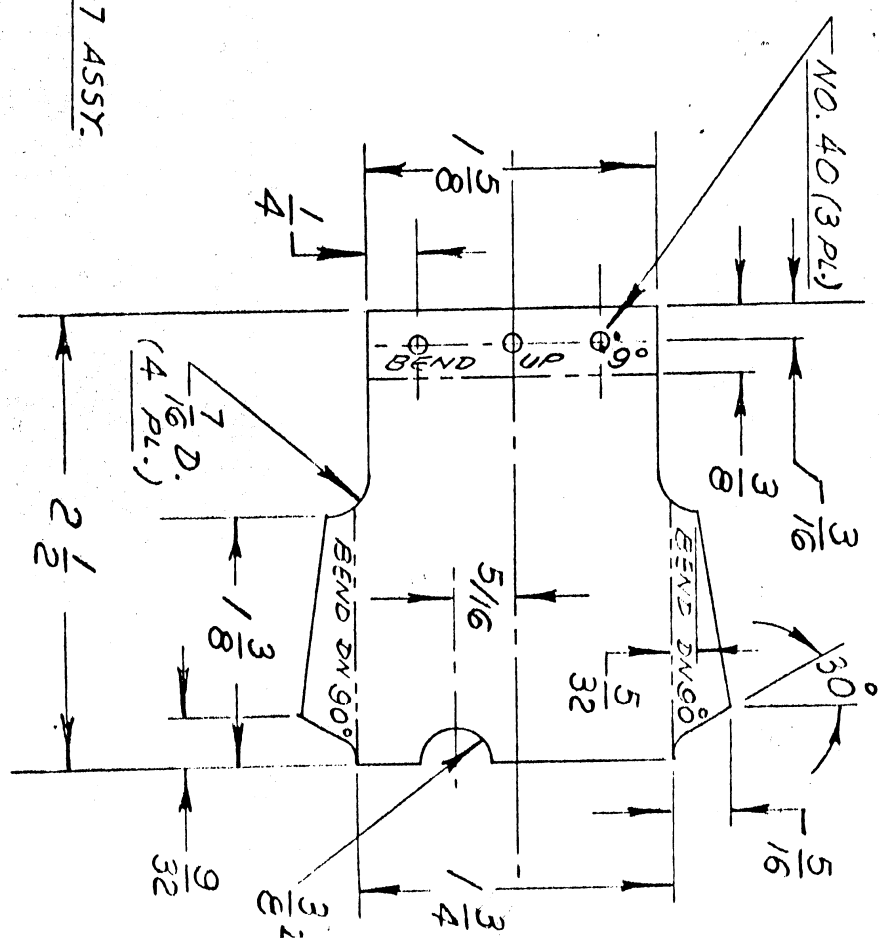 7 ASSY.
NO. 40 (3 PL.)
1 5/8
1/4
BEND UP 9°
3/8
3/16
7/16 D.
(4 PL.)
2 1/2
BEND DN 90°
1 3/8
5/16
BEND DN 90°
5/32
30°
5/16
9/32
1 3/4
3